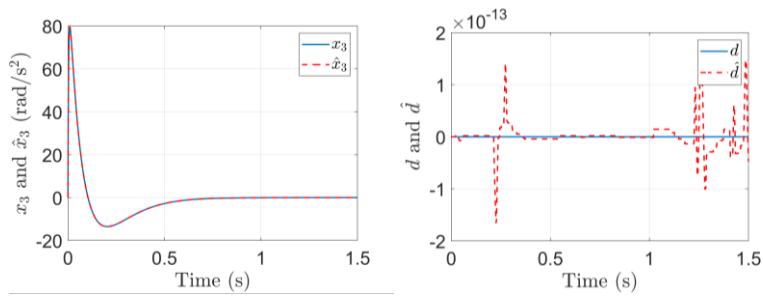 80
60
40
20
0
-20
0
0.5
1
1.5
Time (s)
x₃ and x̂₃ (rad/s²)
x₃
x̂₃
×10⁻¹³
2
1
0
-1
-2
0
0.5
1
1.5
Time (s)
d and d̂
d
d̂